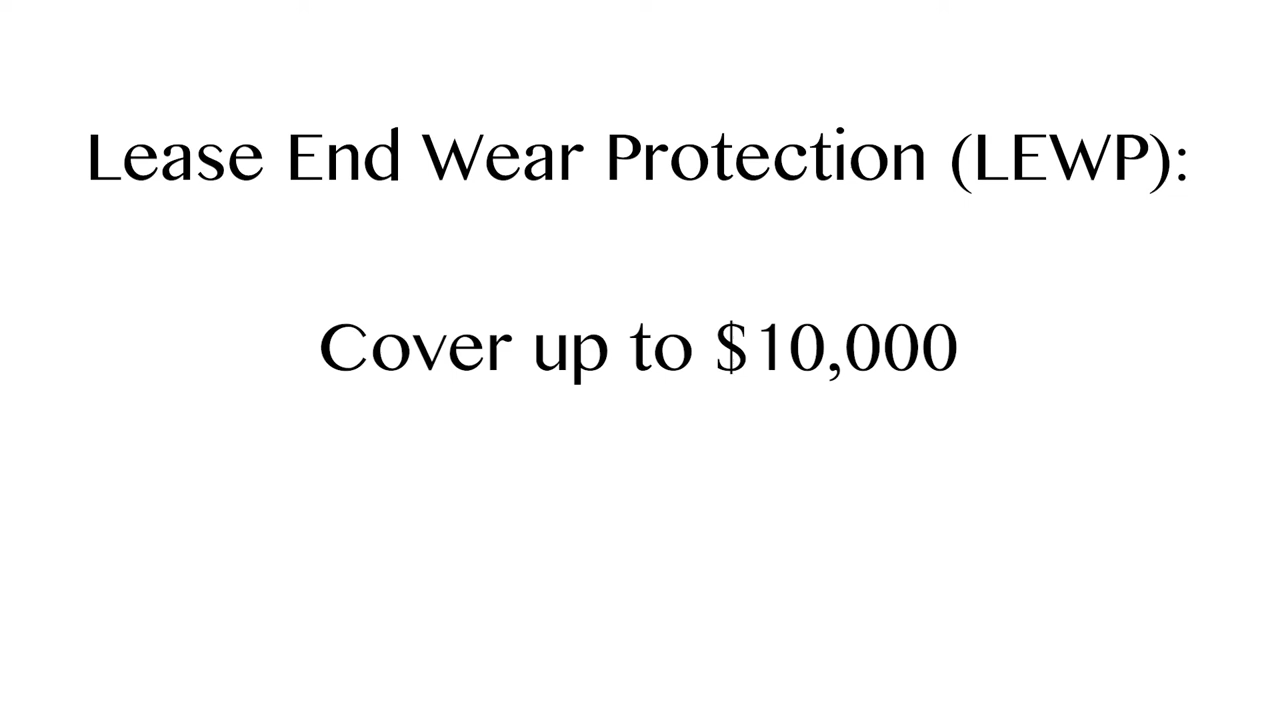 Lease End Wear Protection (LEWP):
Cover up to $10,000